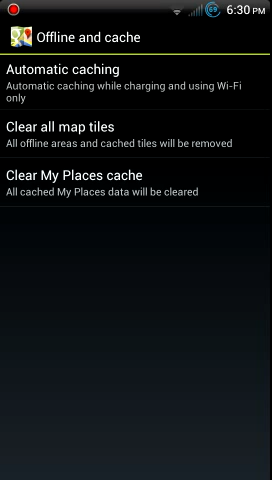 69 6:30 PM
Offline and cache
Automatic caching
Automatic caching while charging and using Wi-Fi
only
Clear all map tiles
All offline areas and cached tiles will be removed
Clear My Places cache
All cached My Places data will be cleared